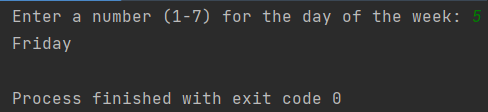 Enter a number (1-7) for the day of the week: 5
Friday
Process finished with exit code 0